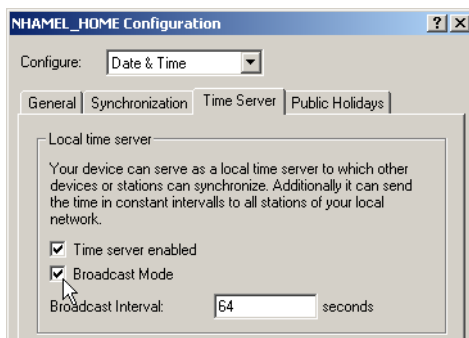 NHAMEL_HOME Configuration
Configure: Date & Time
General Synchronization Time Server Public Holidays
Local time server
Your device can serve as a local time server to which other
devices or stations can synchronize. Additionally it can send
the time in constant intervalls to all stations of your local
network.
Time server enabled
Broadcast Mode
Broadcast Interval: 64 seconds